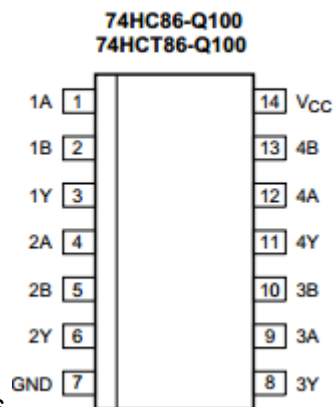 74HC86-Q100
74HCT86-Q100
1A 1 14 VCC
1B 2 13 4B
1Y 3 12 4A
2A 4 11 4Y
2B 5 10 3B
2Y 6 9 3A
GND 7 8 3Y